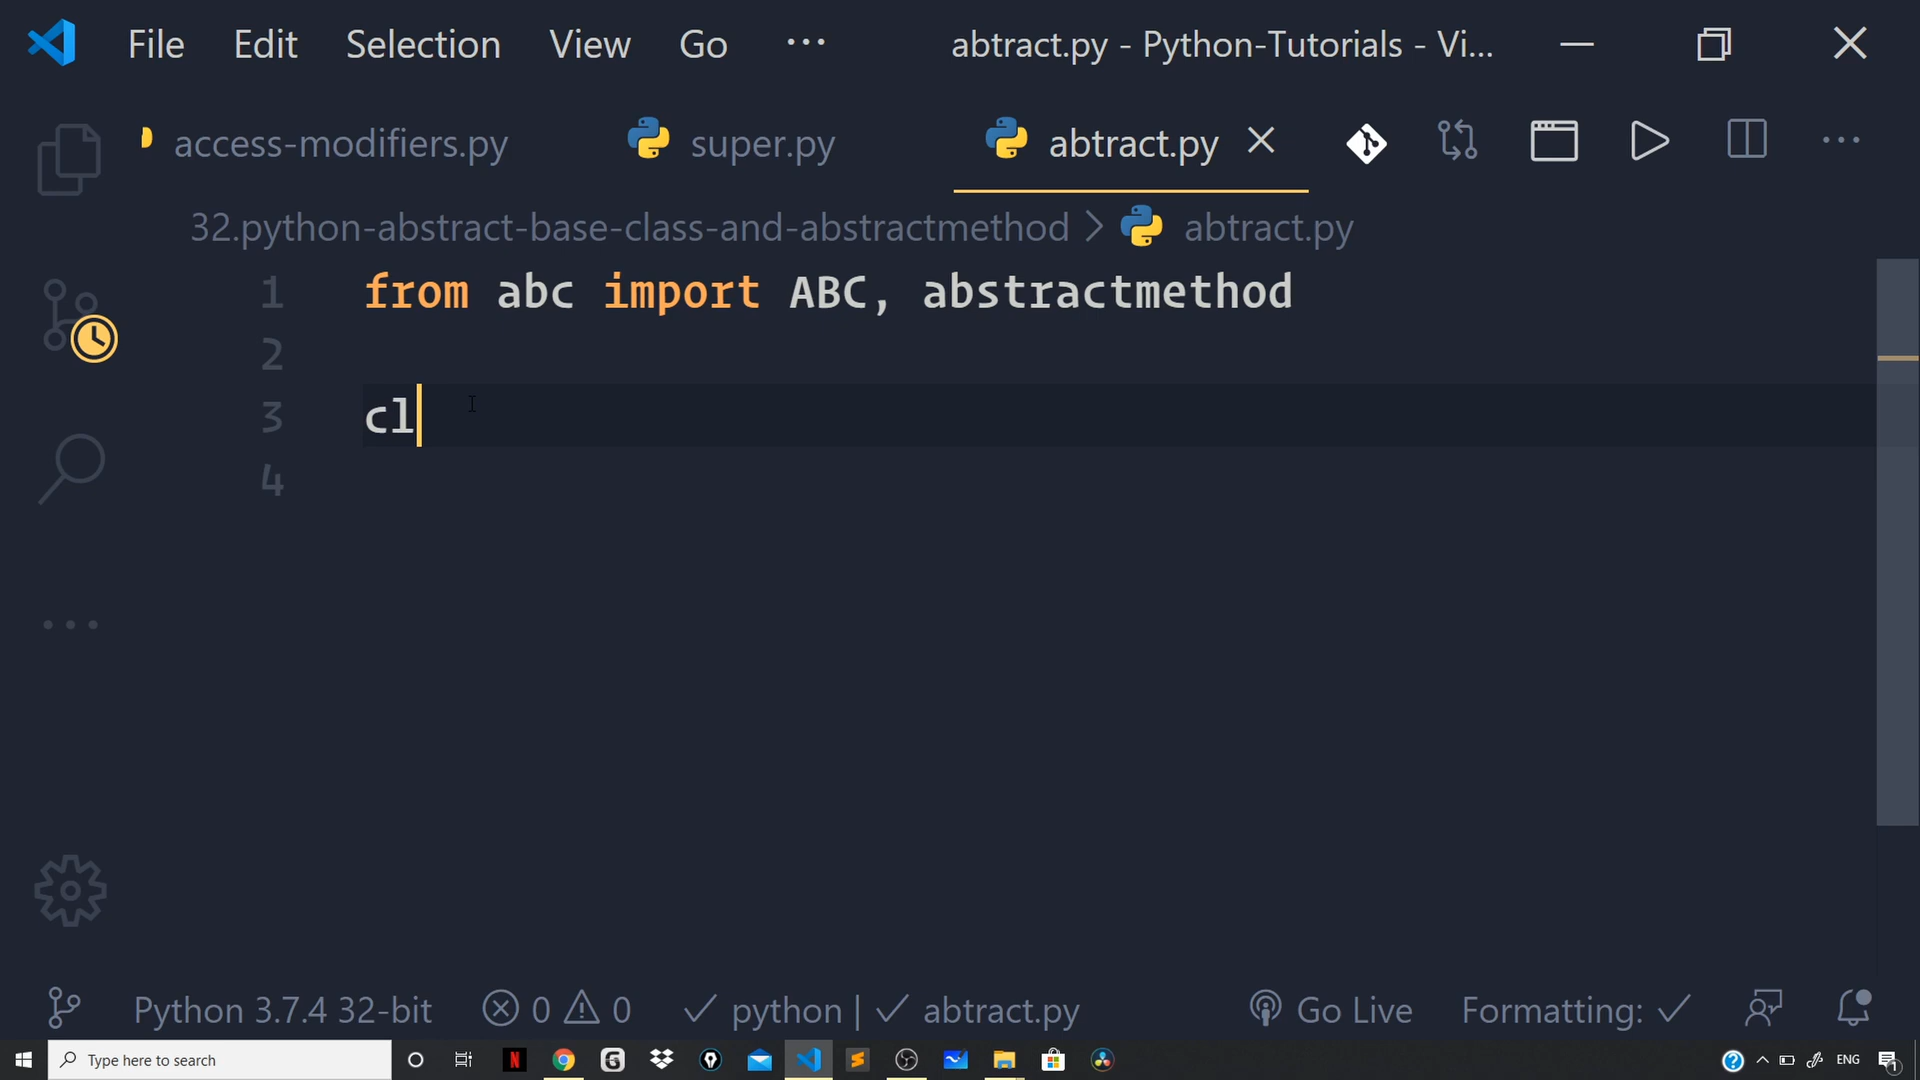 File Edit Selection View Go ··· abtract.py - Python-Tutorials - Vi...
access-modifiers.py super.py abtract.py
32.python-abstract-base-class-and-abstractmethod > abtract.py
1 from abc import ABC, abstractmethod
2
3 cl
4
Python 3.7.4 32-bit 0 0 python | abtract.py Go Live Formatting:
Type here to search ENG 1